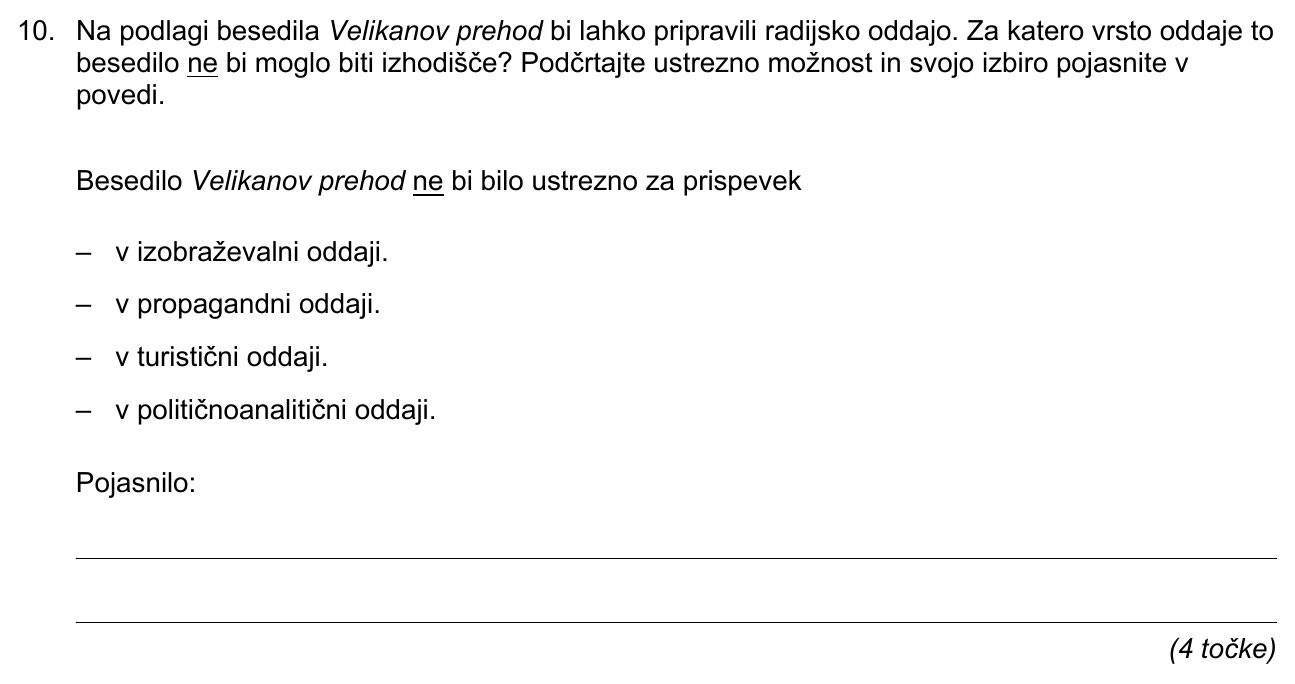 10. Na podlagi besedila Velikanov prehod bi lahko pripravili radijsko oddajo. Za katero vrsto oddaje to
besedilo ne bi moglo biti izhodišče? Podčrtajte ustrezno možnost in svojo izbiro pojasnite v
povedi.
Besedilo Velikanov prehod ne bi bilo ustrezno za prispevek
– v izobraževalni oddaji.
– v propagandni oddaji.
– v turistični oddaji.
– v političnoanalitični oddaji.
Pojasnilo:
(4 točke)